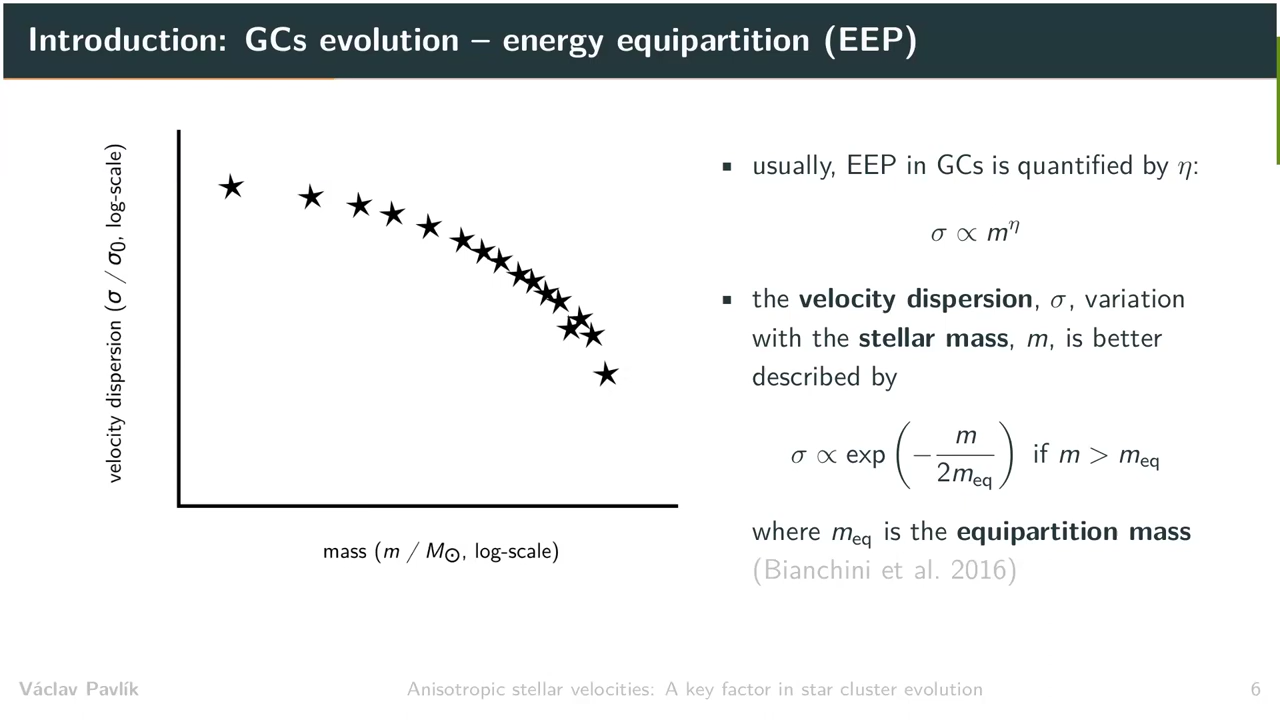 Introduction: GCs evolution – energy equipartition (EEP)
velocity dispersion (σ / σ₀, log-scale)
mass (m / M⊙, log-scale)
▪ usually, EEP in GCs is quantified by η:
σ ∝ m^η
▪ the velocity dispersion, σ, variation
with the stellar mass, m, is better
described by
σ ∝ exp (− m / 2m_eq) if m > m_eq
where m_eq is the equipartition mass
(Bianchini et al. 2016)
Václav Pavlík Anisotropic stellar velocities: A key factor in star cluster evolution 6